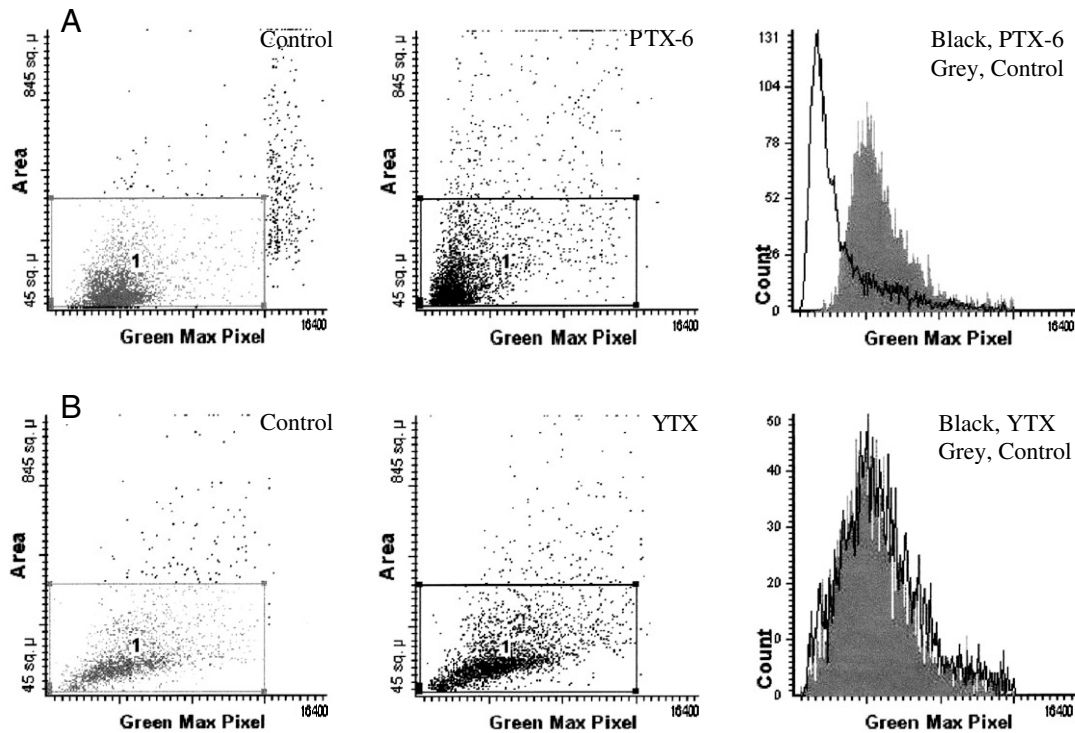 A
Control
845 sq. µ
Area
45 sq. µ
1
16400
Green Max Pixel
PTX-6
845 sq. µ
Area
45 sq. µ
1
16400
Green Max Pixel
Black, PTX-6
Grey, Control
131
104
78
52
26
0
Count
16400
Green Max Pixel
B
Control
845 sq. µ
Area
45 sq. µ
1
16400
Green Max Pixel
YTX
845 sq. µ
Area
45 sq. µ
1
16400
Green Max Pixel
Black, YTX
Grey, Control
50
40
30
20
10
0
Count
16400
Green Max Pixel